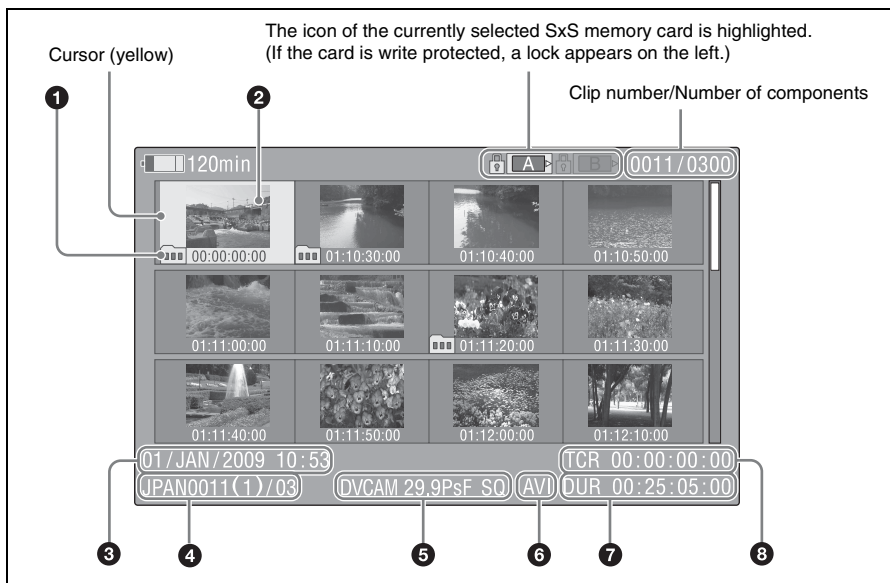 The icon of the currently selected SxS memory card is highlighted.
(If the card is write protected, a lock appears on the left.)
Cursor (yellow)
Clip number/Number of components
1
2
120min
A
B
0011/0300
00:00:00:00
01:10:30:00
01:10:40:00
01:10:50:00
01:11:00:00
01:11:10:00
01:11:20:00
01:11:30:00
01:11:40:00
01:11:50:00
01:12:00:00
01:12:10:00
01/JAN/2009 10:53
TCR 00:00:00:00
JPAN0011(1)/03
DVCAM 29.9PsF SQ
AVI
DUR 00:25:05:00
3
4
5
6
7
8